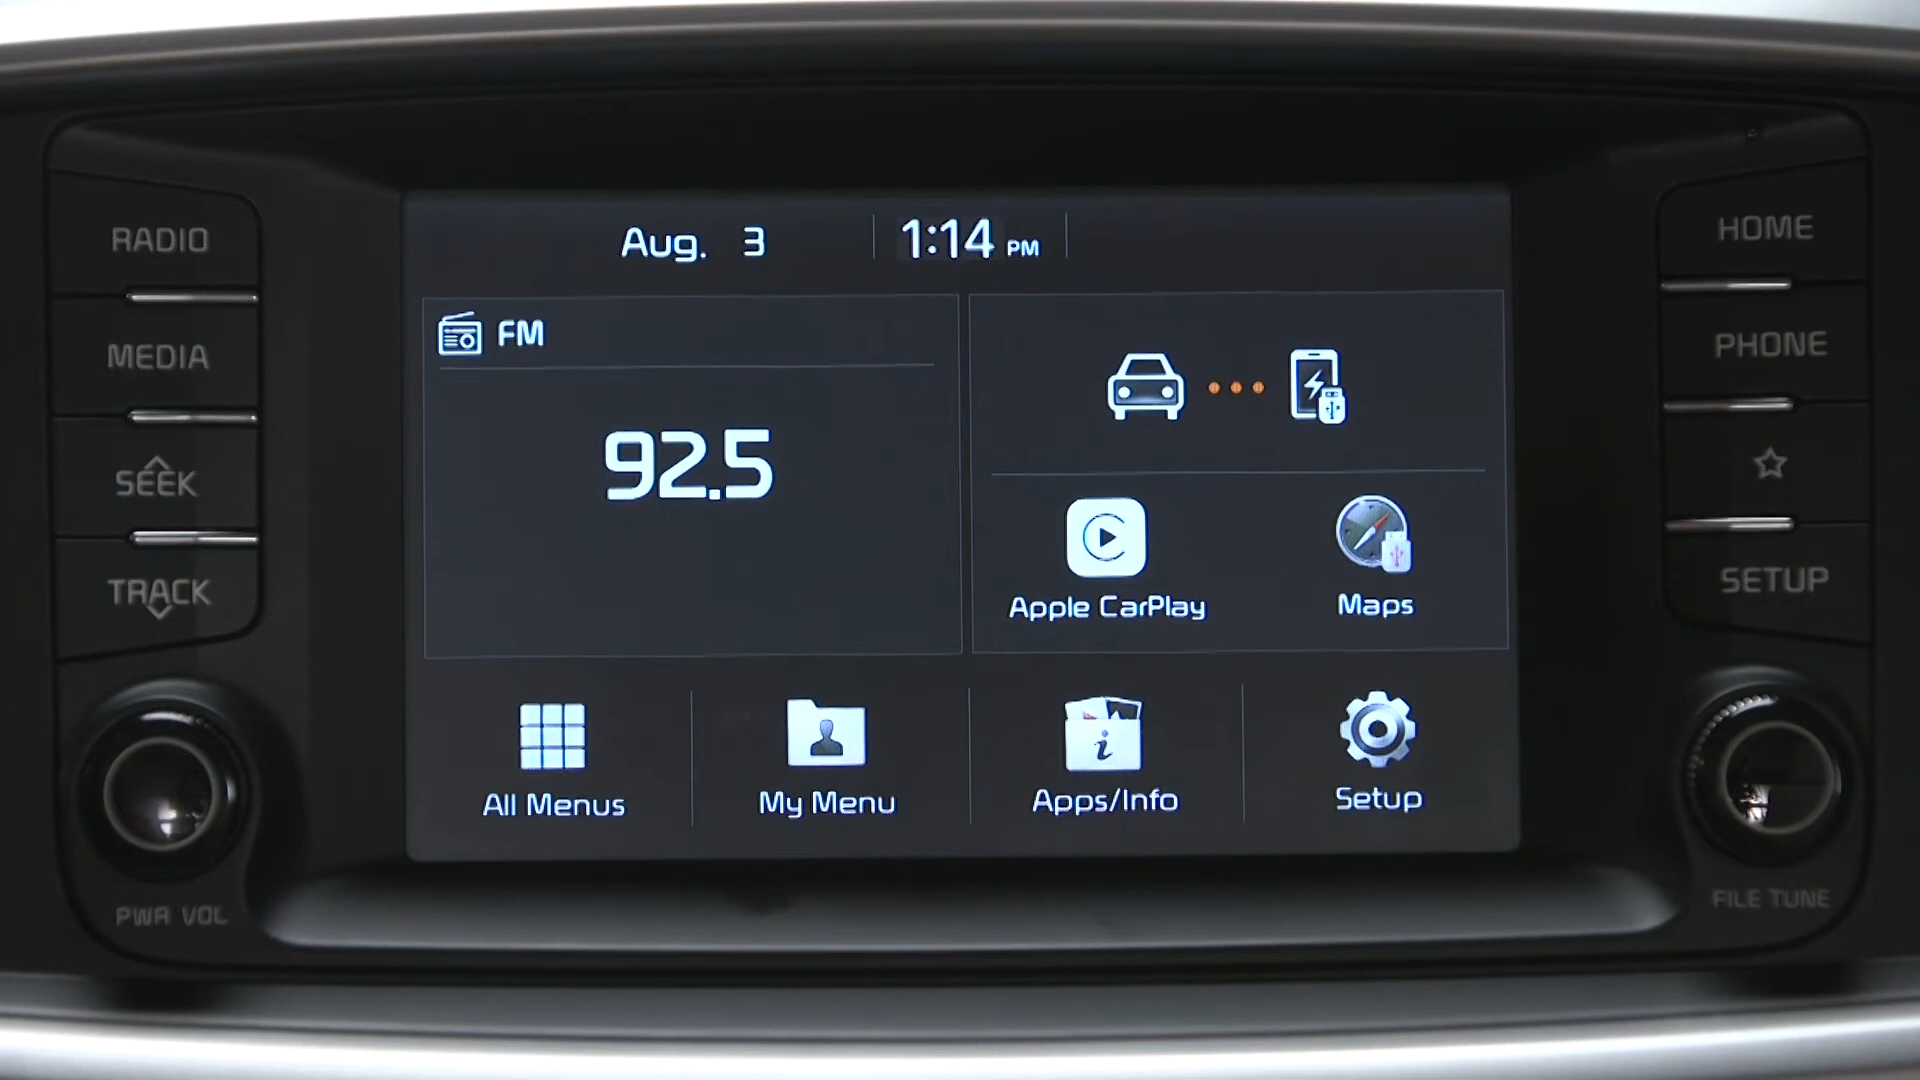 RADIO
MEDIA
SEEK
TRACK
PWR VOL
Aug. 3
1:14 PM
FM
92.5
Apple CarPlay
Maps
All Menus
My Menu
Apps/Info
Setup
HOME
PHONE
SETUP
FILE TUNE